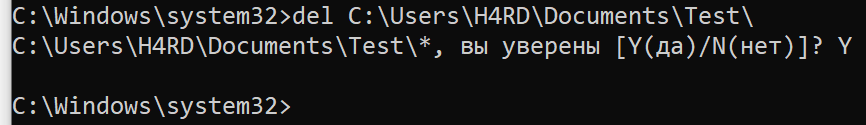 C:\Windows\system32>del C:\Users\H4RD\Documents\Test\
C:\Users\H4RD\Documents\Test\*, вы уверены [Y(да)/N(нет)]? Y
C:\Windows\system32>